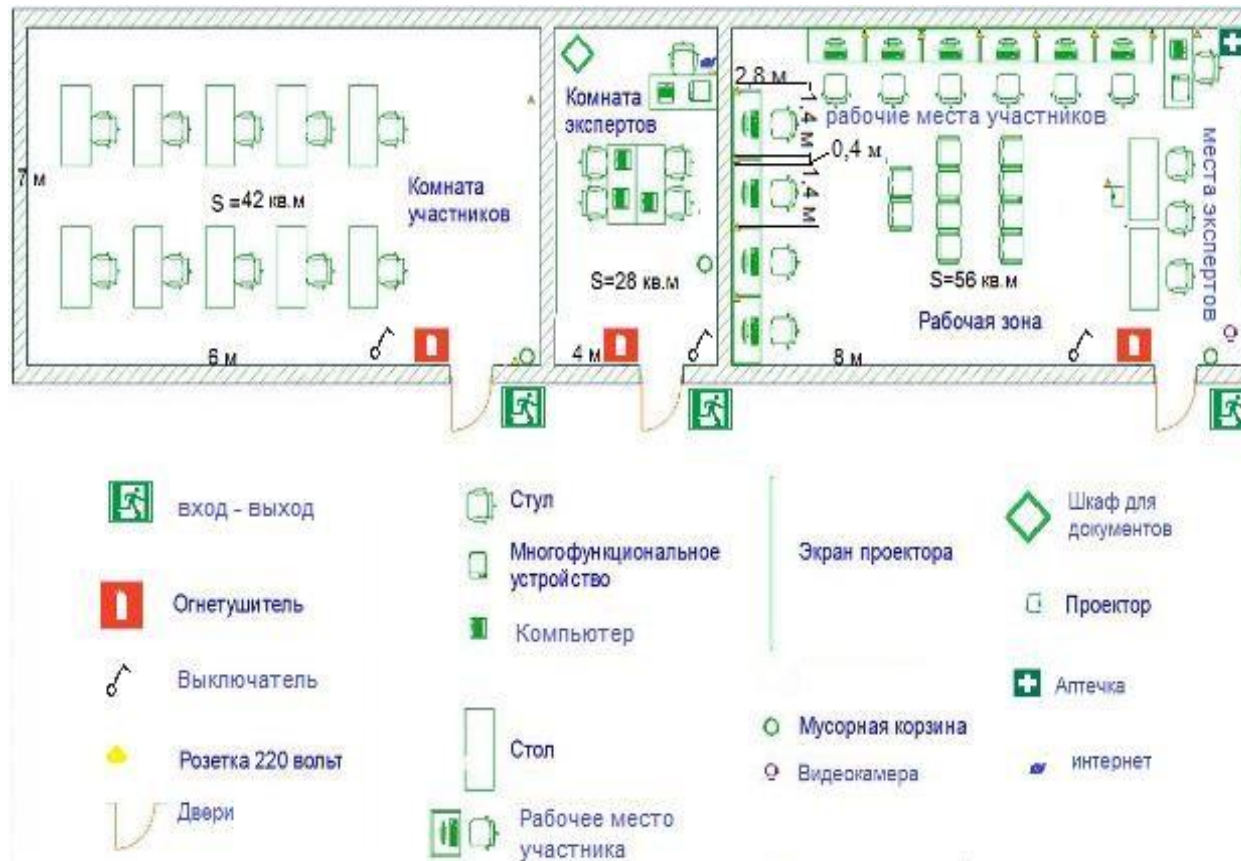 7 м
S =42 кв.м
Комната
участников
6 м
Комната
экспертов
S=28 кв.м
4 м
2,8 м
1,4 м
0,4 м
1,4 м
рабочие места участников
места экспертов
S=56 кв.м
Рабочая зона
8 м
вход - выход
Огнетушитель
Выключатель
Розетка 220 вольт
Двери
Стул
Многофункциональное
устройство
Компьютер
Стол
Рабочее место
участника
Экран проектора
Мусорная корзина
Видеокамера
Шкаф для
документов
Проектор
Аптечка
интернет